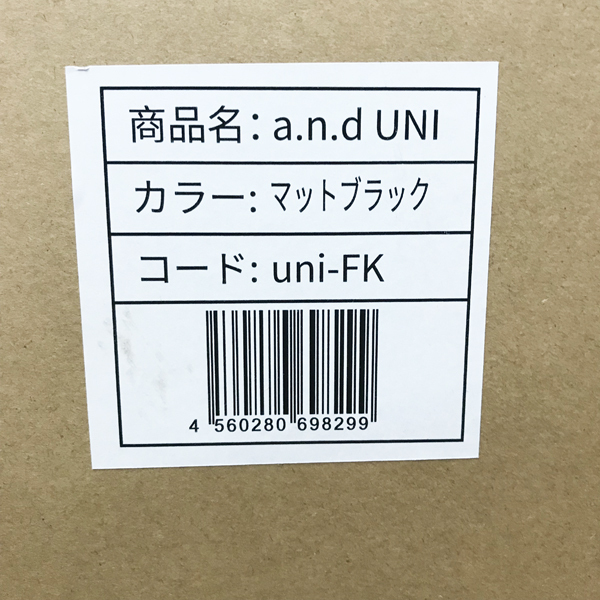 商品名: a.n.d UNI
カラー: マットブラック
コード: uni-FK
4 560280 698299